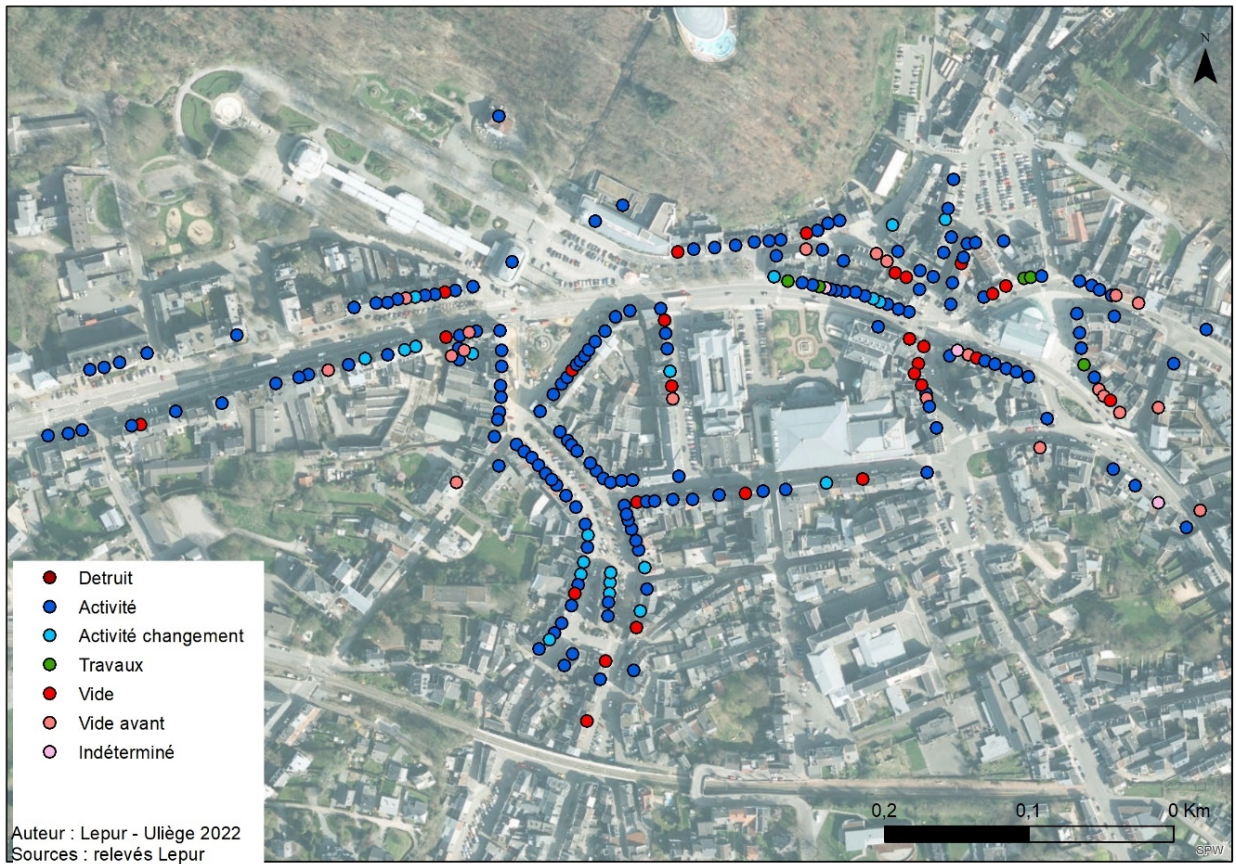 N
Detruit
Activité
Activité changement
Travaux
Vide
Vide avant
Indéterminé
Auteur : Lepur - Uliège 2022
Sources : relevés Lepur
0,2 0,1 0 Km
SPW